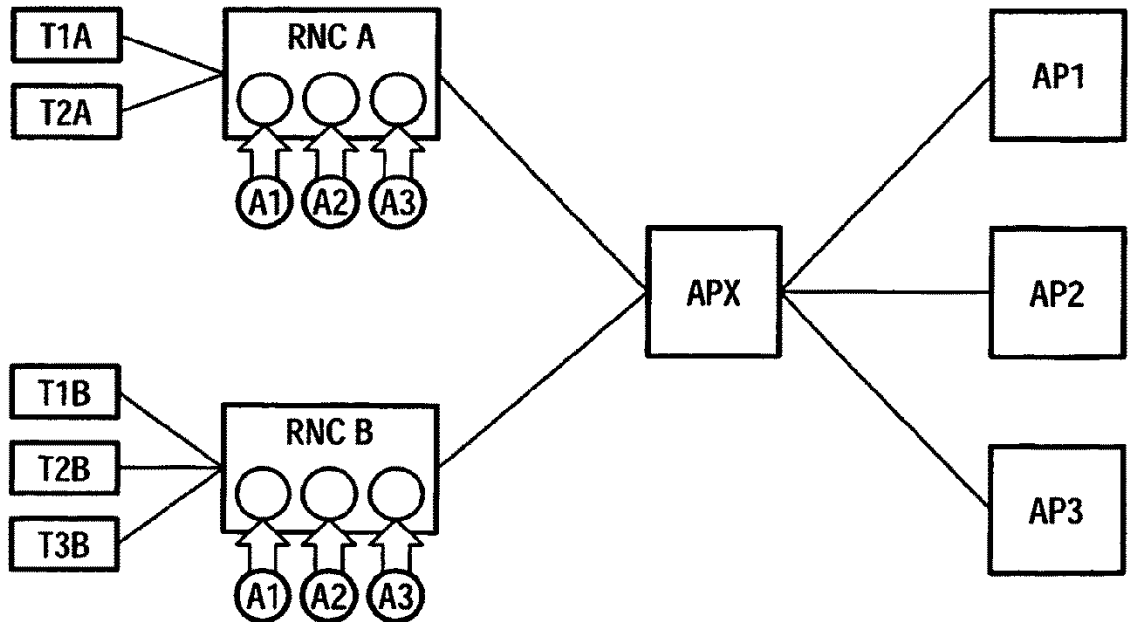 T1A
T2A
RNC A
A1 A2 A3
T1B
T2B
T3B
RNC B
A1 A2 A3
APX
AP1
AP2
AP3